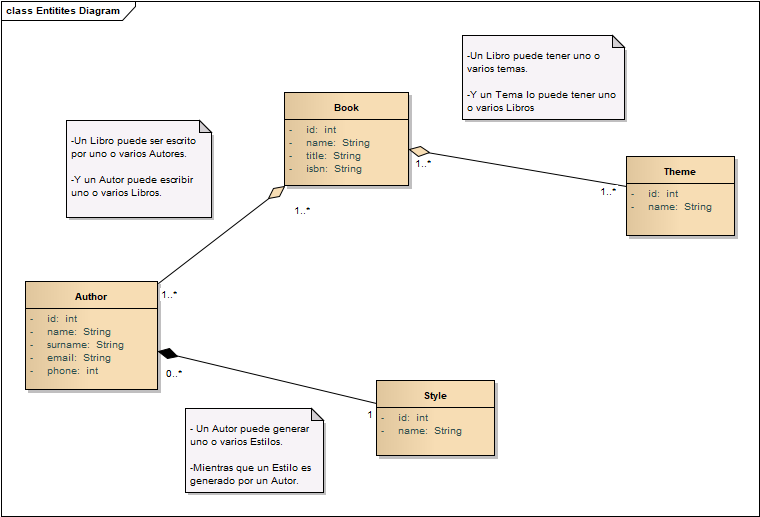 class Entitites Diagram
-Un Libro puede tener uno o
varios temas.
-Y un Tema lo puede tener uno
o varios Libros
Book
- id: int
- name: String
- title: String
- isbn: String
-Un Libro puede ser escrito
por uno o varios Autores.
-Y un Autor puede escribir
uno o varios Libros.
1..*
1..*
Theme
- id: int
- name: String
1..*
1..*
Author
- id: int
- name: String
- surname: String
- email: String
- phone: int
0..*
1
Style
- id: int
- name: String
- Un Autor puede generar
uno o varios Estilos.
-Mientras que un Estilo es
generado por un Autor.